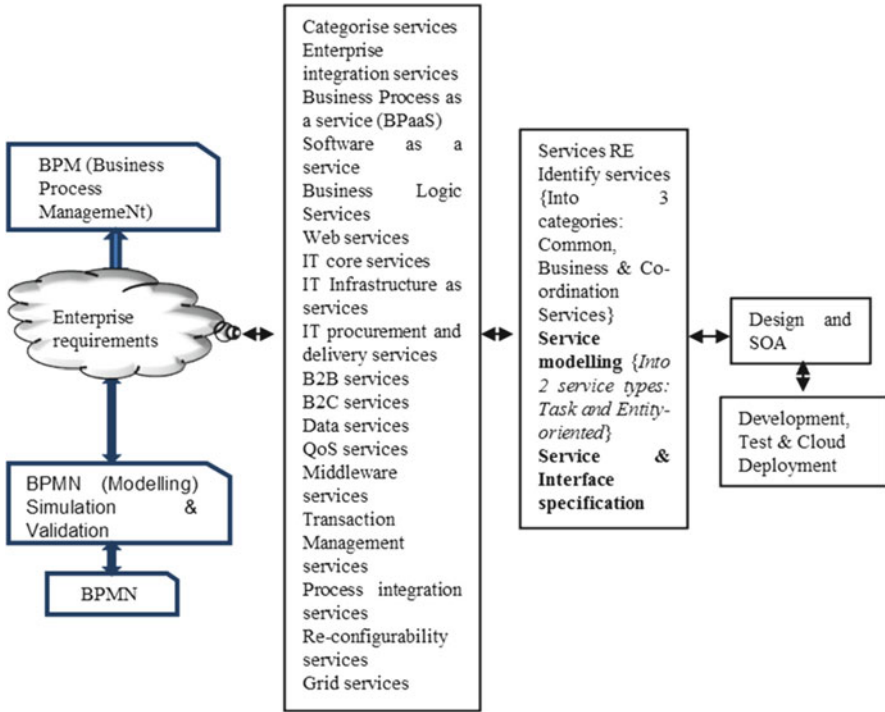 BPM (Business
Process
ManagemeNt)
Enterprise
requirements
BPMN (Modelling)
Simulation &
Validation
BPMN
Categorise services
Enterprise
integration services
Business Process as
a service (BPaaS)
Software as a
service
Business Logic
Services
Web services
IT core services
IT Infrastructure as
services
IT procurement and
delivery services
B2B services
B2C services
Data services
QoS services
Middleware
services
Transaction
Management
services
Process integration
services
Re-configurability
services
Grid services
Services RE
Identify services
{Into 3
categories:
Common,
Business & Co-
ordination
Services}
Service
modelling {Into
2 service types:
Task and Entity-
oriented}
Service &
Interface
specification
Design and
SOA
Development,
Test & Cloud
Deployment